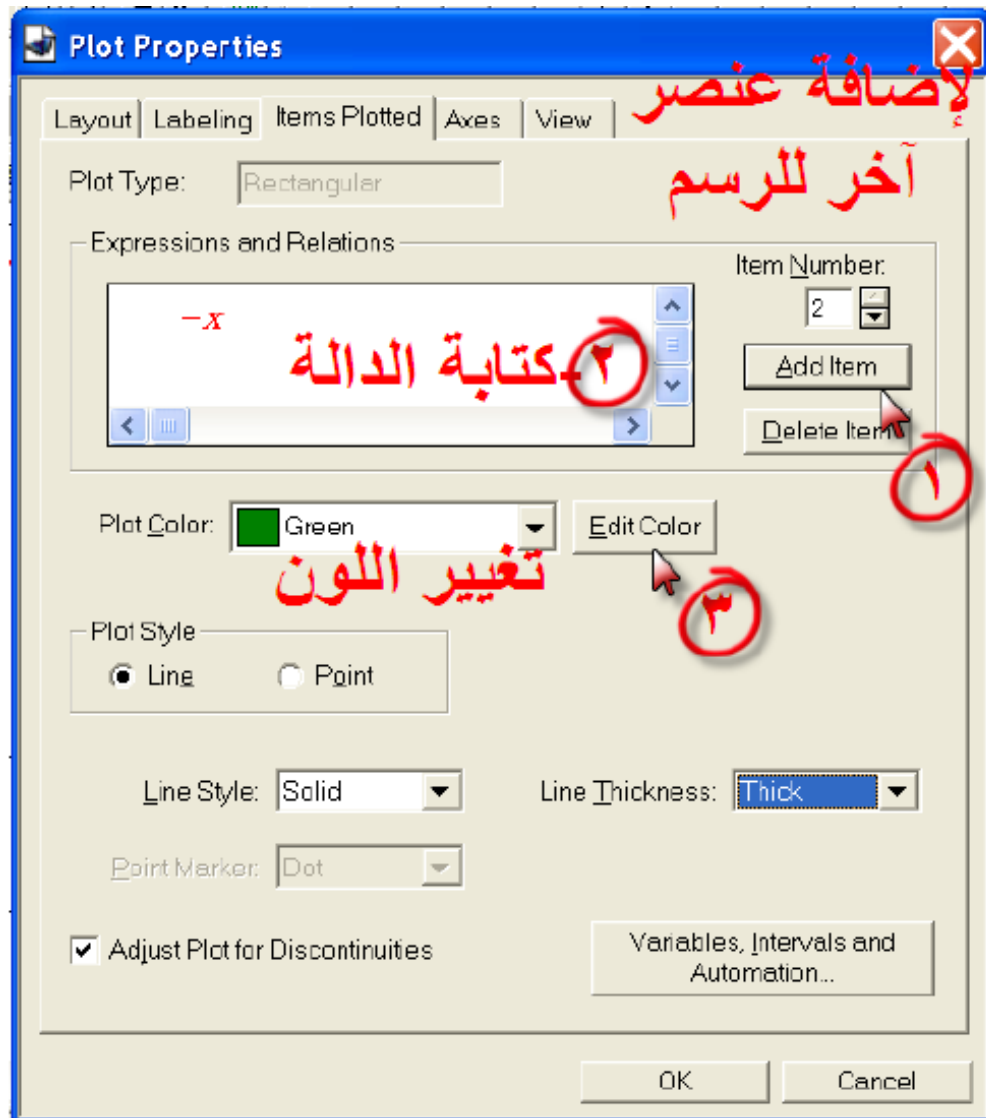 Plot Properties
لإضافة عنصر
Layout Labeling Items Plotted Axes View
آخر للرسم
Plot Type: Rectangular
Expressions and Relations
Item Number:
−x
2
٢-كتابة الدالة
Add Item
Delete Item
١
Plot Color: Green Edit Color
تغيير اللون
٣
Plot Style
Line Point
Line Style: Solid Line Thickness: Thick
Point Marker: Dot
Adjust Plot for Discontinuities
Variables, Intervals and
Automation...
OK Cancel